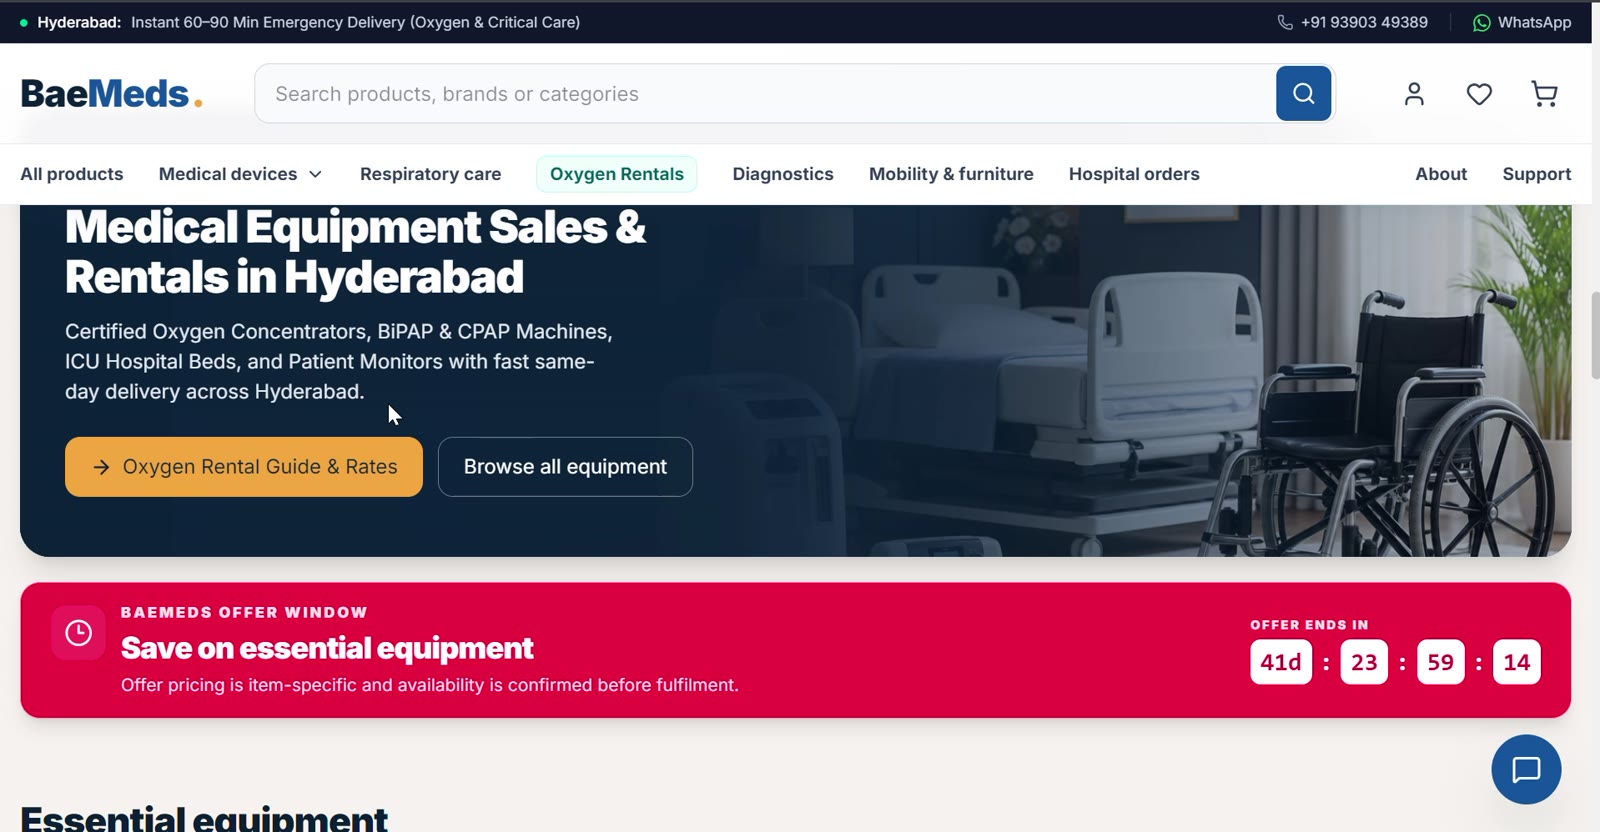 Hyderabad: Instant 60–90 Min Emergency Delivery (Oxygen & Critical Care)
+91 93903 49389
WhatsApp
BaeMeds.
Search products, brands or categories
All products
Medical devices
Respiratory care
Oxygen Rentals
Diagnostics
Mobility & furniture
Hospital orders
About
Support
Medical Equipment Sales &
Rentals in Hyderabad
Certified Oxygen Concentrators, BiPAP & CPAP Machines,
ICU Hospital Beds, and Patient Monitors with fast same-
day delivery across Hyderabad.
Oxygen Rental Guide & Rates
Browse all equipment
BAEMEDS OFFER WINDOW
Save on essential equipment
Offer pricing is item-specific and availability is confirmed before fulfilment.
OFFER ENDS IN
41d : 23 : 59 : 14
Essential equipment